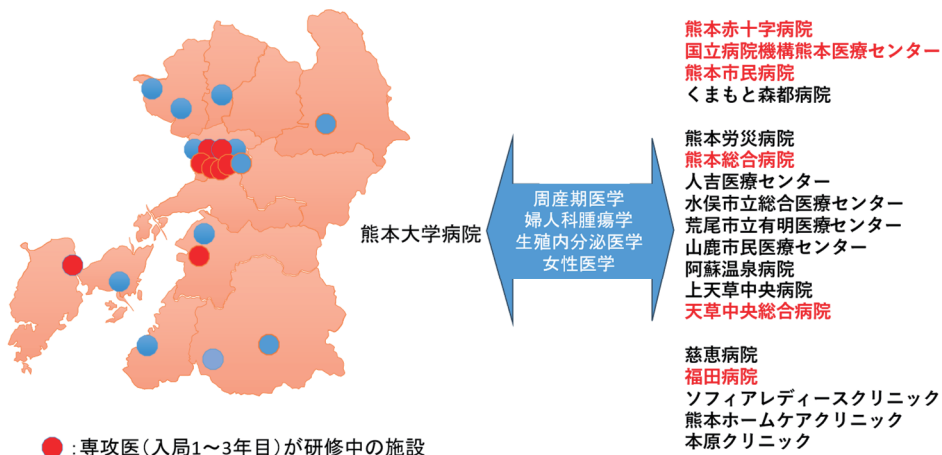 熊本大学病院
周産期医学
婦人科腫瘍学
生殖内分泌医学
女性医学
熊本赤十字病院
国立病院機構熊本医療センター
熊本市民病院
くまもと森都病院
熊本労災病院
熊本総合病院
人吉医療センター
水俣市立総合医療センター
荒尾市立有明医療センター
山鹿市民医療センター
阿蘇温泉病院
上天草中央病院
天草中央総合病院
慈恵病院
福田病院
ソフィアレディースクリニック
熊本ホームケアクリニック
本原クリニック
：専攻医（入局1〜3年目）が研修中の施設